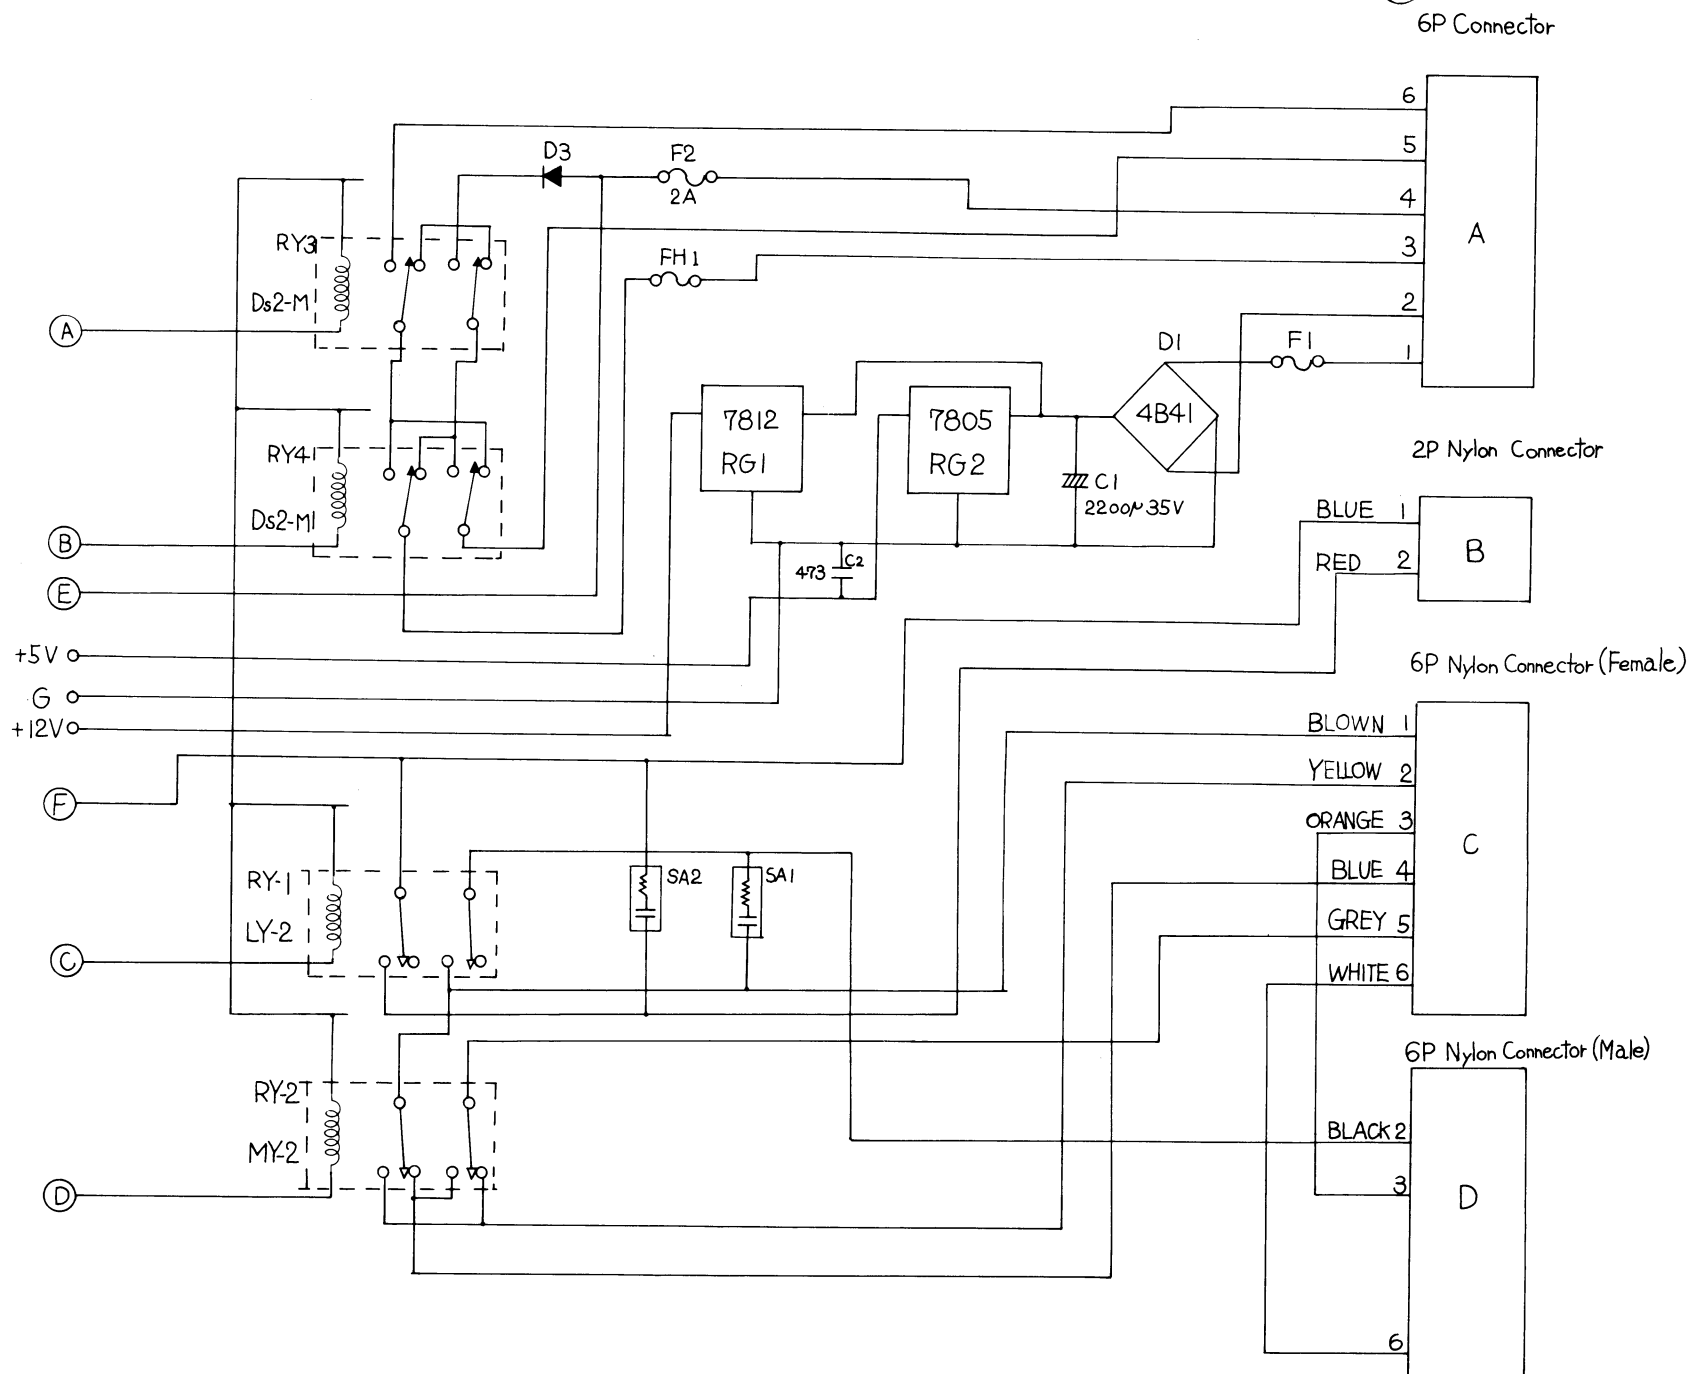 6P Connector
6
5
4
3
2
1
A
D3
F2
2A
RY3
Ds2-M
FH1
A
D1
F1
4B41
7812
RG1
7805
RG2
RY4
Ds2-M
C1
2200μ 35V
2P Nylon Connector
BLUE 1
RED 2
B
B
E
473
C2
+5V
G
+12V
F
6P Nylon Connector (Female)
BLOWN 1
YELLOW 2
ORANGE 3
BLUE 4
GREY 5
WHITE 6
C
RY-1
LY-2
SA2
SA1
C
6P Nylon Connector (Male)
RY-2
MY-2
BLACK 2
3
6
D
D